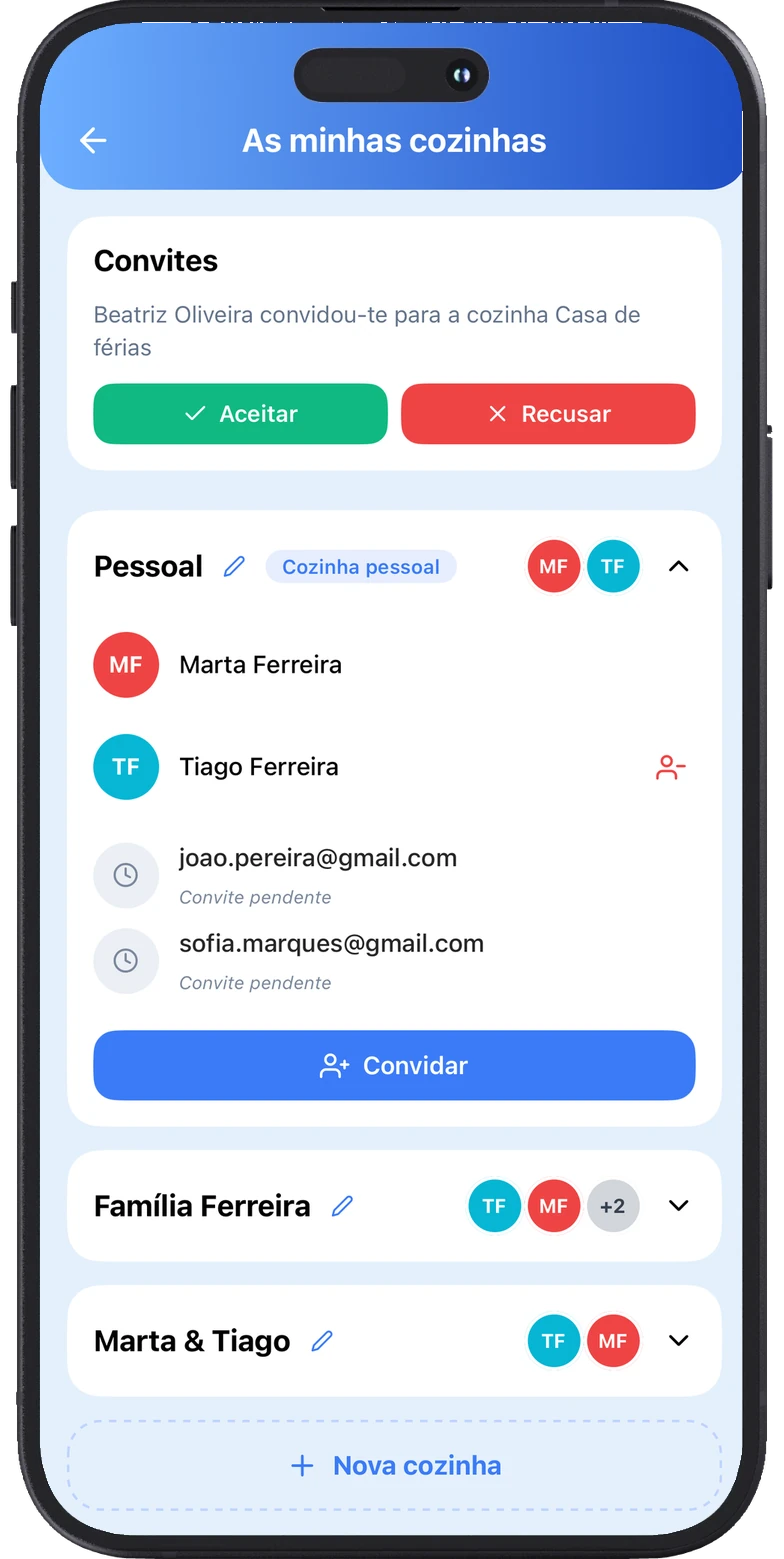 As minhas cozinhas
Convites
Beatriz Oliveira convidou-te para a cozinha Casa de
férias
Aceitar
Recusar
Pessoal
Cozinha pessoal
MF
TF
MF
Marta Ferreira
TF
Tiago Ferreira
joao.pereira@gmail.com
Convite pendente
sofia.marques@gmail.com
Convite pendente
Convidar
Família Ferreira
TF
MF
+2
Marta & Tiago
TF
MF
+ Nova cozinha